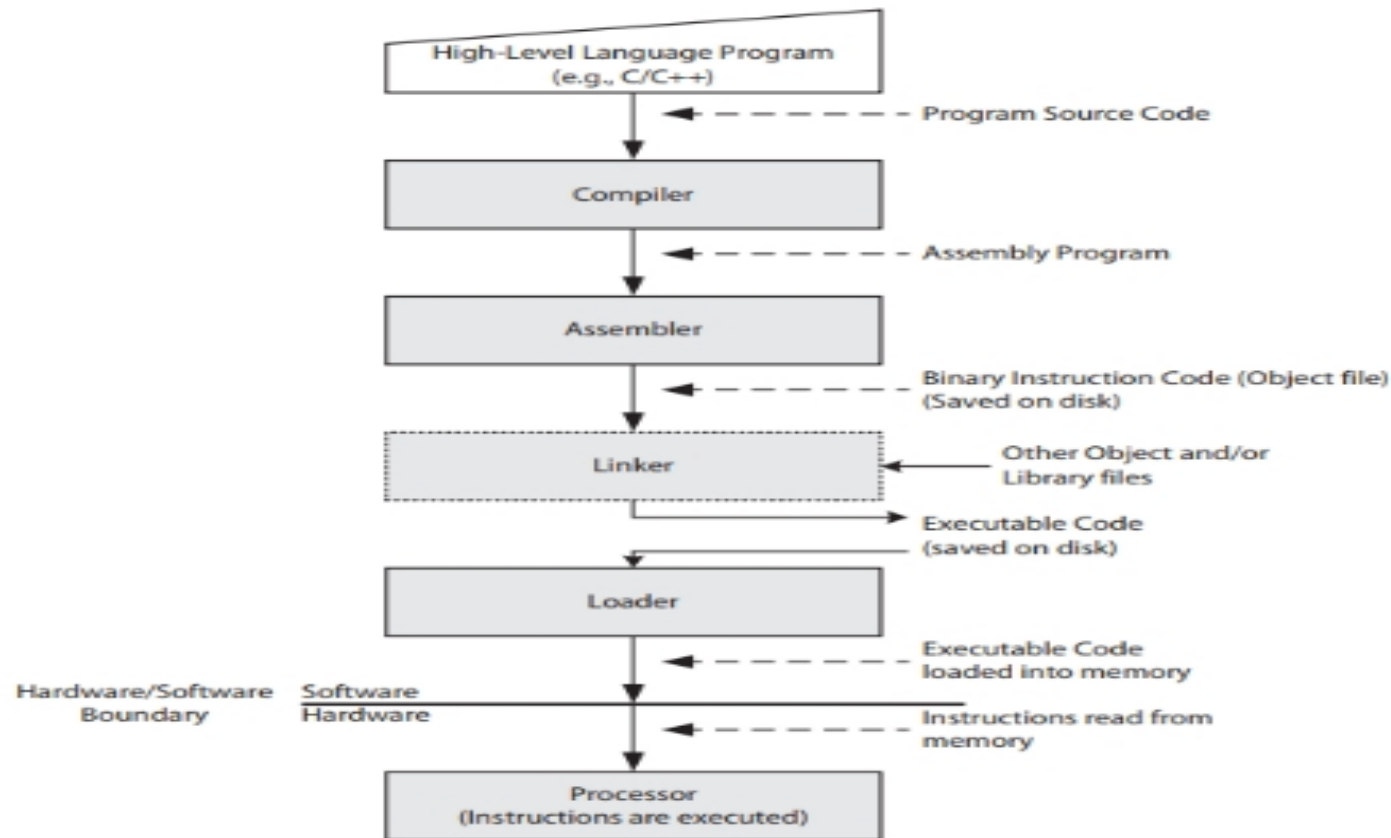 High-Level Language Program
(e.g., C/C++)
Program Source Code
Compiler
Assembly Program
Assembler
Binary Instruction Code (Object file)
(Saved on disk)
Linker
Other Object and/or
Library files
Executable Code
(saved on disk)
Loader
Executable Code
loaded into memory
Hardware/Software
Boundary
Software
Hardware
Instructions read from
memory
Processor
(Instructions are executed)